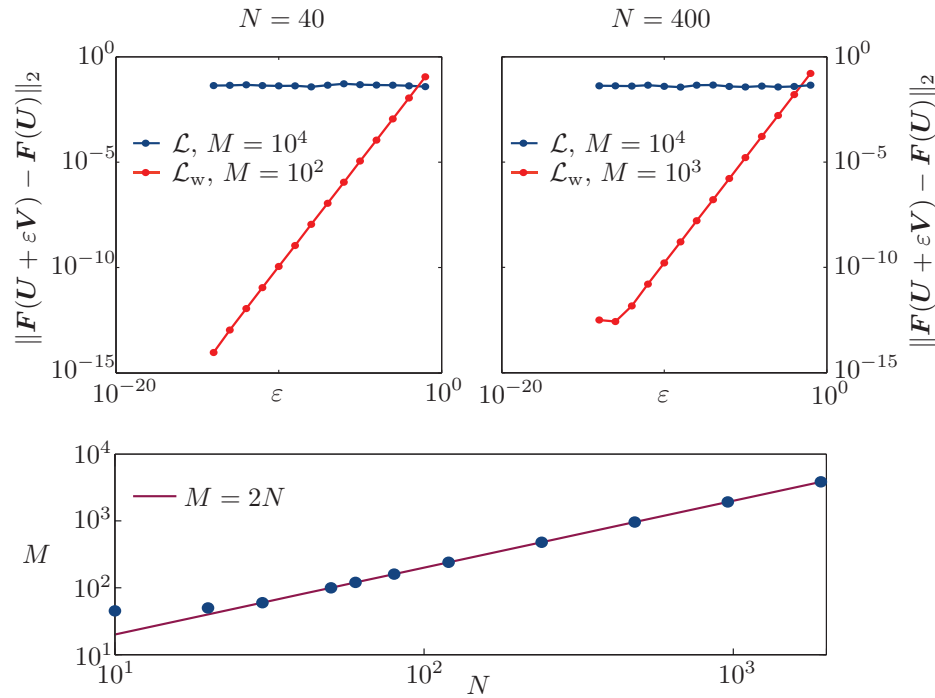 N = 40
N = 400
10^0
10^−5
10^−10
10^−15
10^−20
ε
‖F(U + εV) − F(U)‖_2
ℒ, M = 10^4
ℒ_w, M = 10^2
10^0
10^−5
10^−10
10^−15
10^−20
10^0
ε
‖F(U + εV) − F(U)‖_2
ℒ, M = 10^4
ℒ_w, M = 10^3
10^0
M = 2N
10^4
10^3
10^2
10^1
M
10^1
10^2
10^3
N